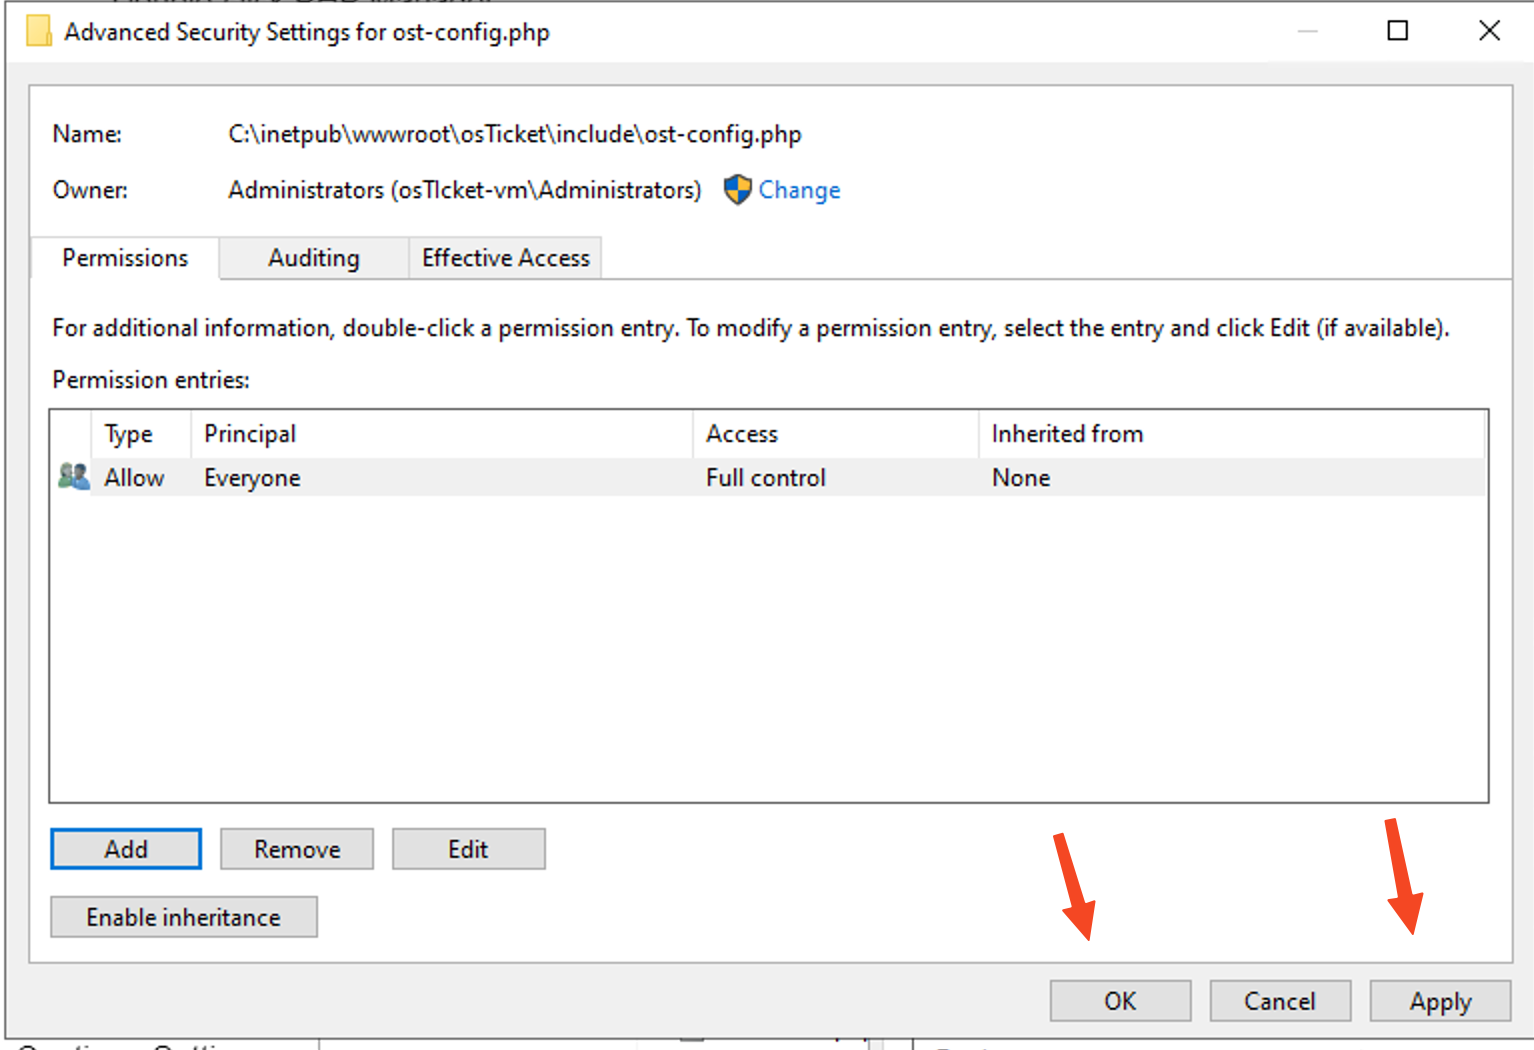 Advanced Security Settings for ost-config.php
Name: C:\inetpub\wwwroot\osTicket\include\ost-config.php
Owner: Administrators (osTIcket-vm\Administrators) Change
Permissions Auditing Effective Access
For additional information, double-click a permission entry. To modify a permission entry, select the entry and click Edit (if available).
Permission entries:
Type Principal Access Inherited from
Allow Everyone Full control None
Add Remove Edit
Enable inheritance
OK Cancel Apply